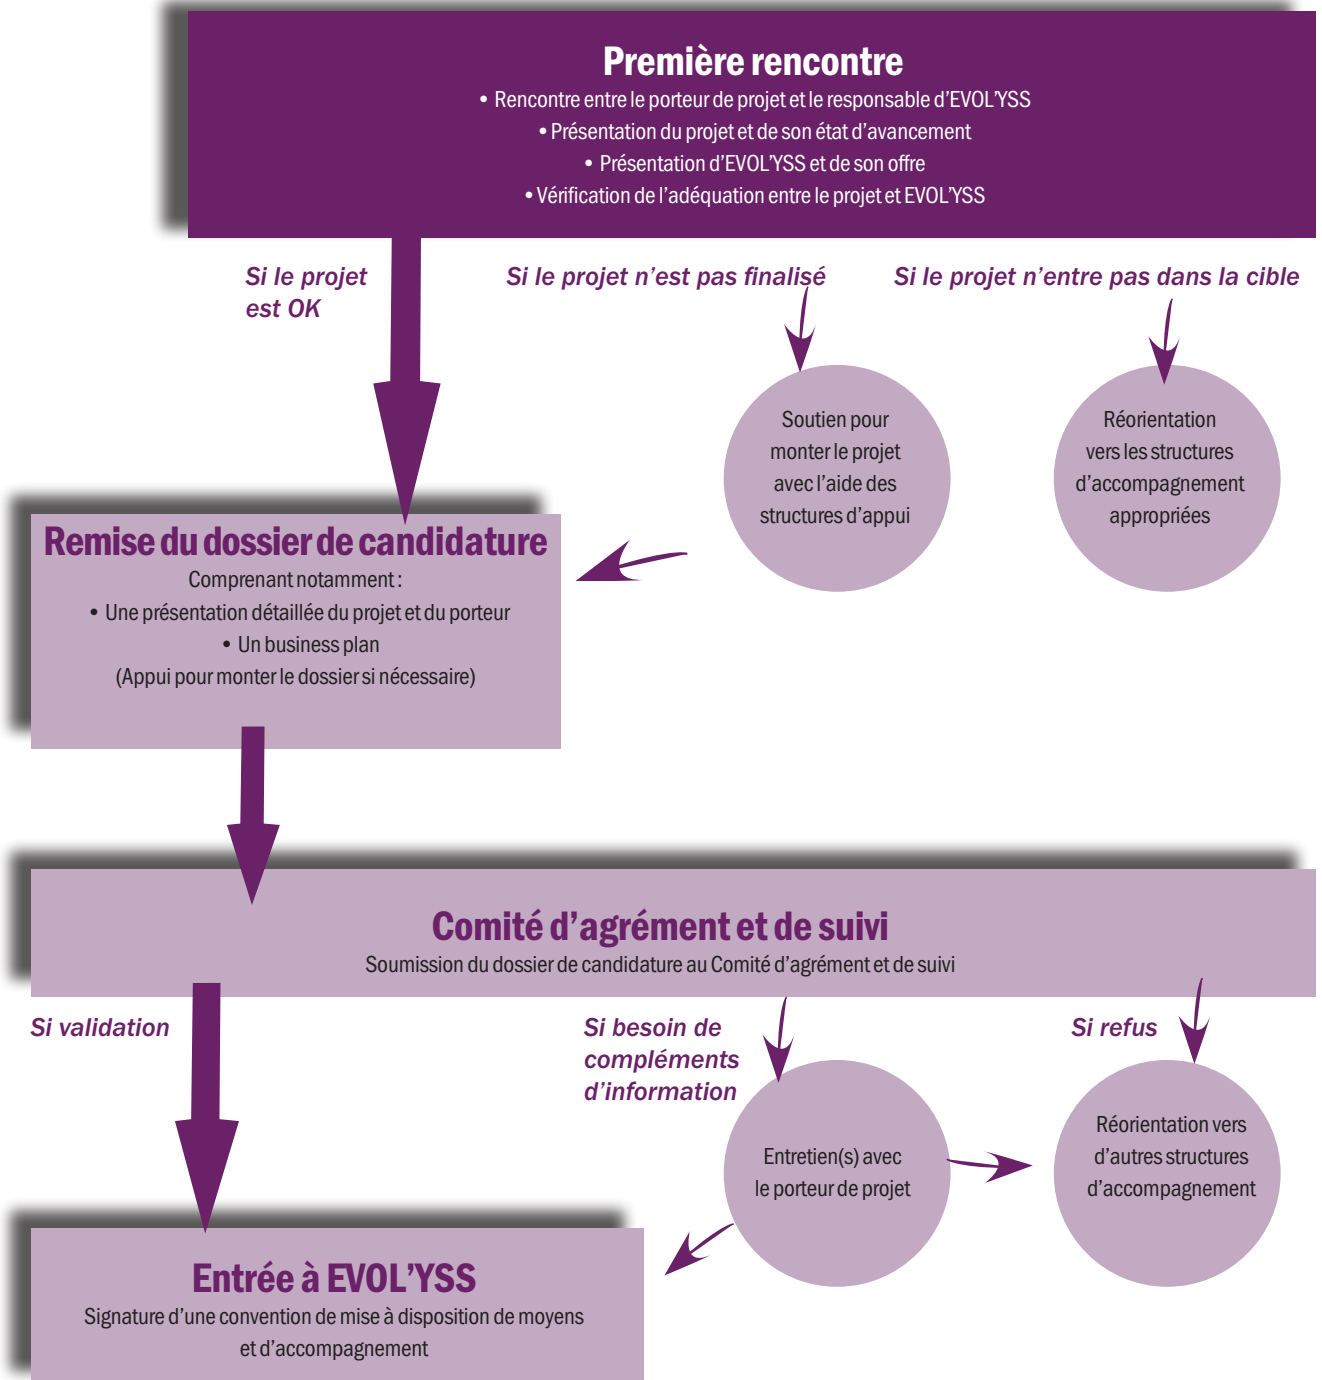 Première rencontre
• Rencontre entre le porteur de projet et le responsable d’EVOL’YSS
• Présentation du projet et de son état d’avancement
• Présentation d’EVOL’YSS et de son offre
• Vérification de l’adéquation entre le projet et EVOL’YSS
Si le projet
est OK
Si le projet n’est pas finalisé
Si le projet n’entre pas dans la cible
Soutien pour
monter le projet
avec l’aide des
structures d’appui
Réorientation
vers les structures
d’accompagnement
appropriées
Remise du dossier de candidature
Comprenant notamment :
• Une présentation détaillée du projet et du porteur
• Un business plan
(Appui pour monter le dossier si nécessaire)
Comité d’agrément et de suivi
Soumission du dossier de candidature au Comité d’agrément et de suivi
Si validation
Si besoin de
compléments
d’information
Si refus
Entretien(s) avec
le porteur de projet
Réorientation vers
d’autres structures
d’accompagnement
Entrée à EVOL’YSS
Signature d’une convention de mise à disposition de moyens
et d’accompagnement